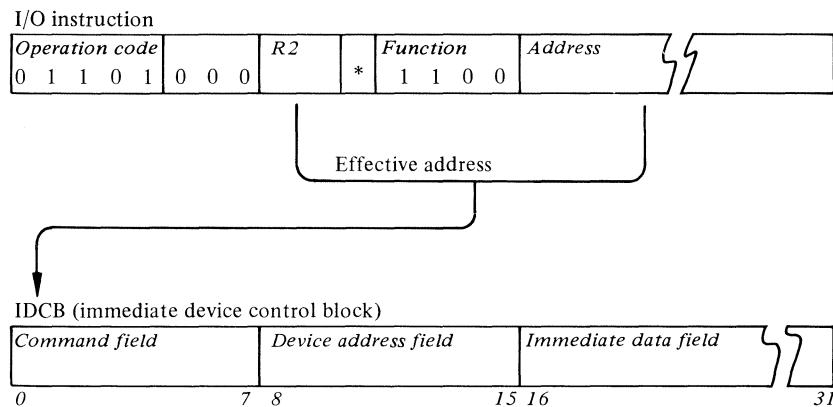 I/O instruction
Operation code R2 Function Address
0 1 1 0 1 0 0 0 * 1 1 0 0
Effective address
IDCB (immediate device control block)
Command field Device address field Immediate data field
0 7 8 15 16 31